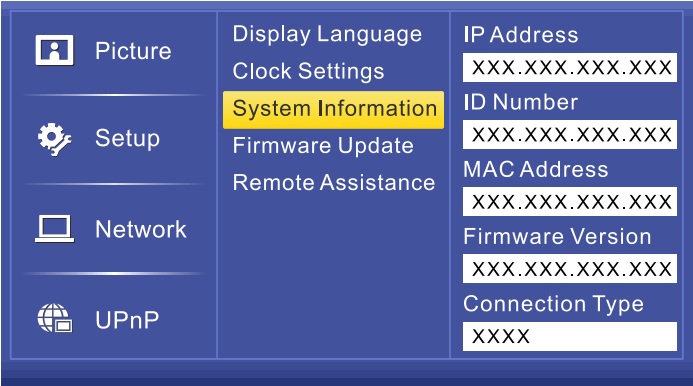 Picture
Setup
Network
UPnP
Display Language
Clock Settings
System Information
Firmware Update
Remote Assistance
IP Address
XXX.XXX.XXX.XXX
ID Number
XXX.XXX.XXX.XXX
MAC Address
XXX.XXX.XXX.XXX
Firmware Version
XXX.XXX.XXX.XXX
Connection Type
XXXX